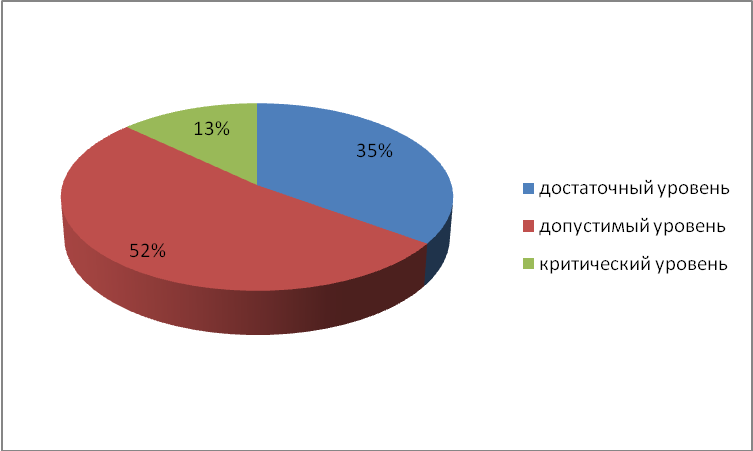 13%
35%
52%
достаточный уровень
допустимый уровень
критический уровень